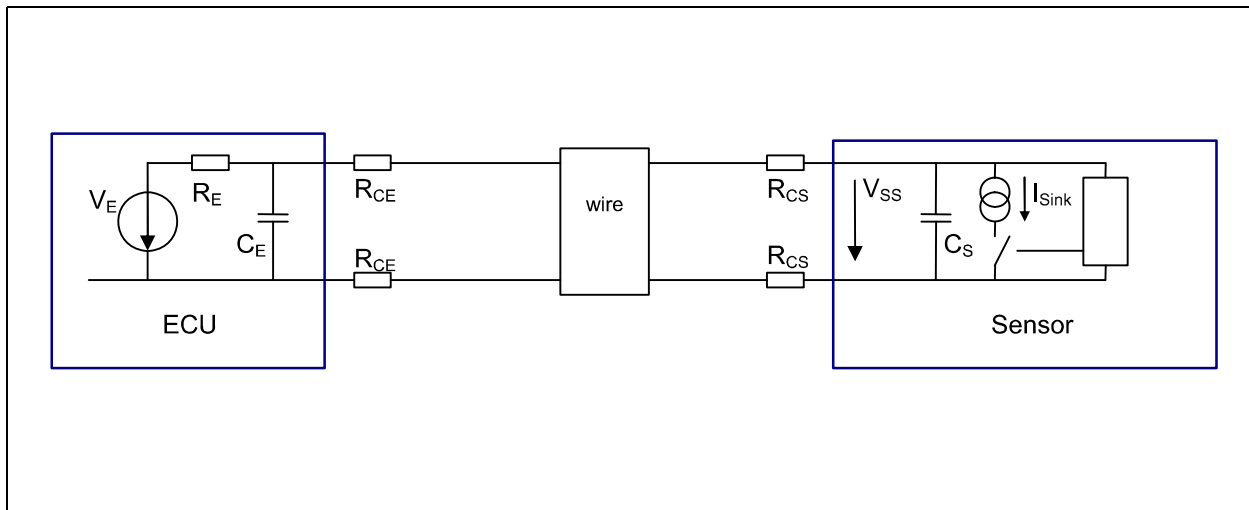 V_E
R_E
C_E
R_CE
R_CE
wire
R_CS
R_CS
V_SS
C_S
I_Sink
ECU
Sensor